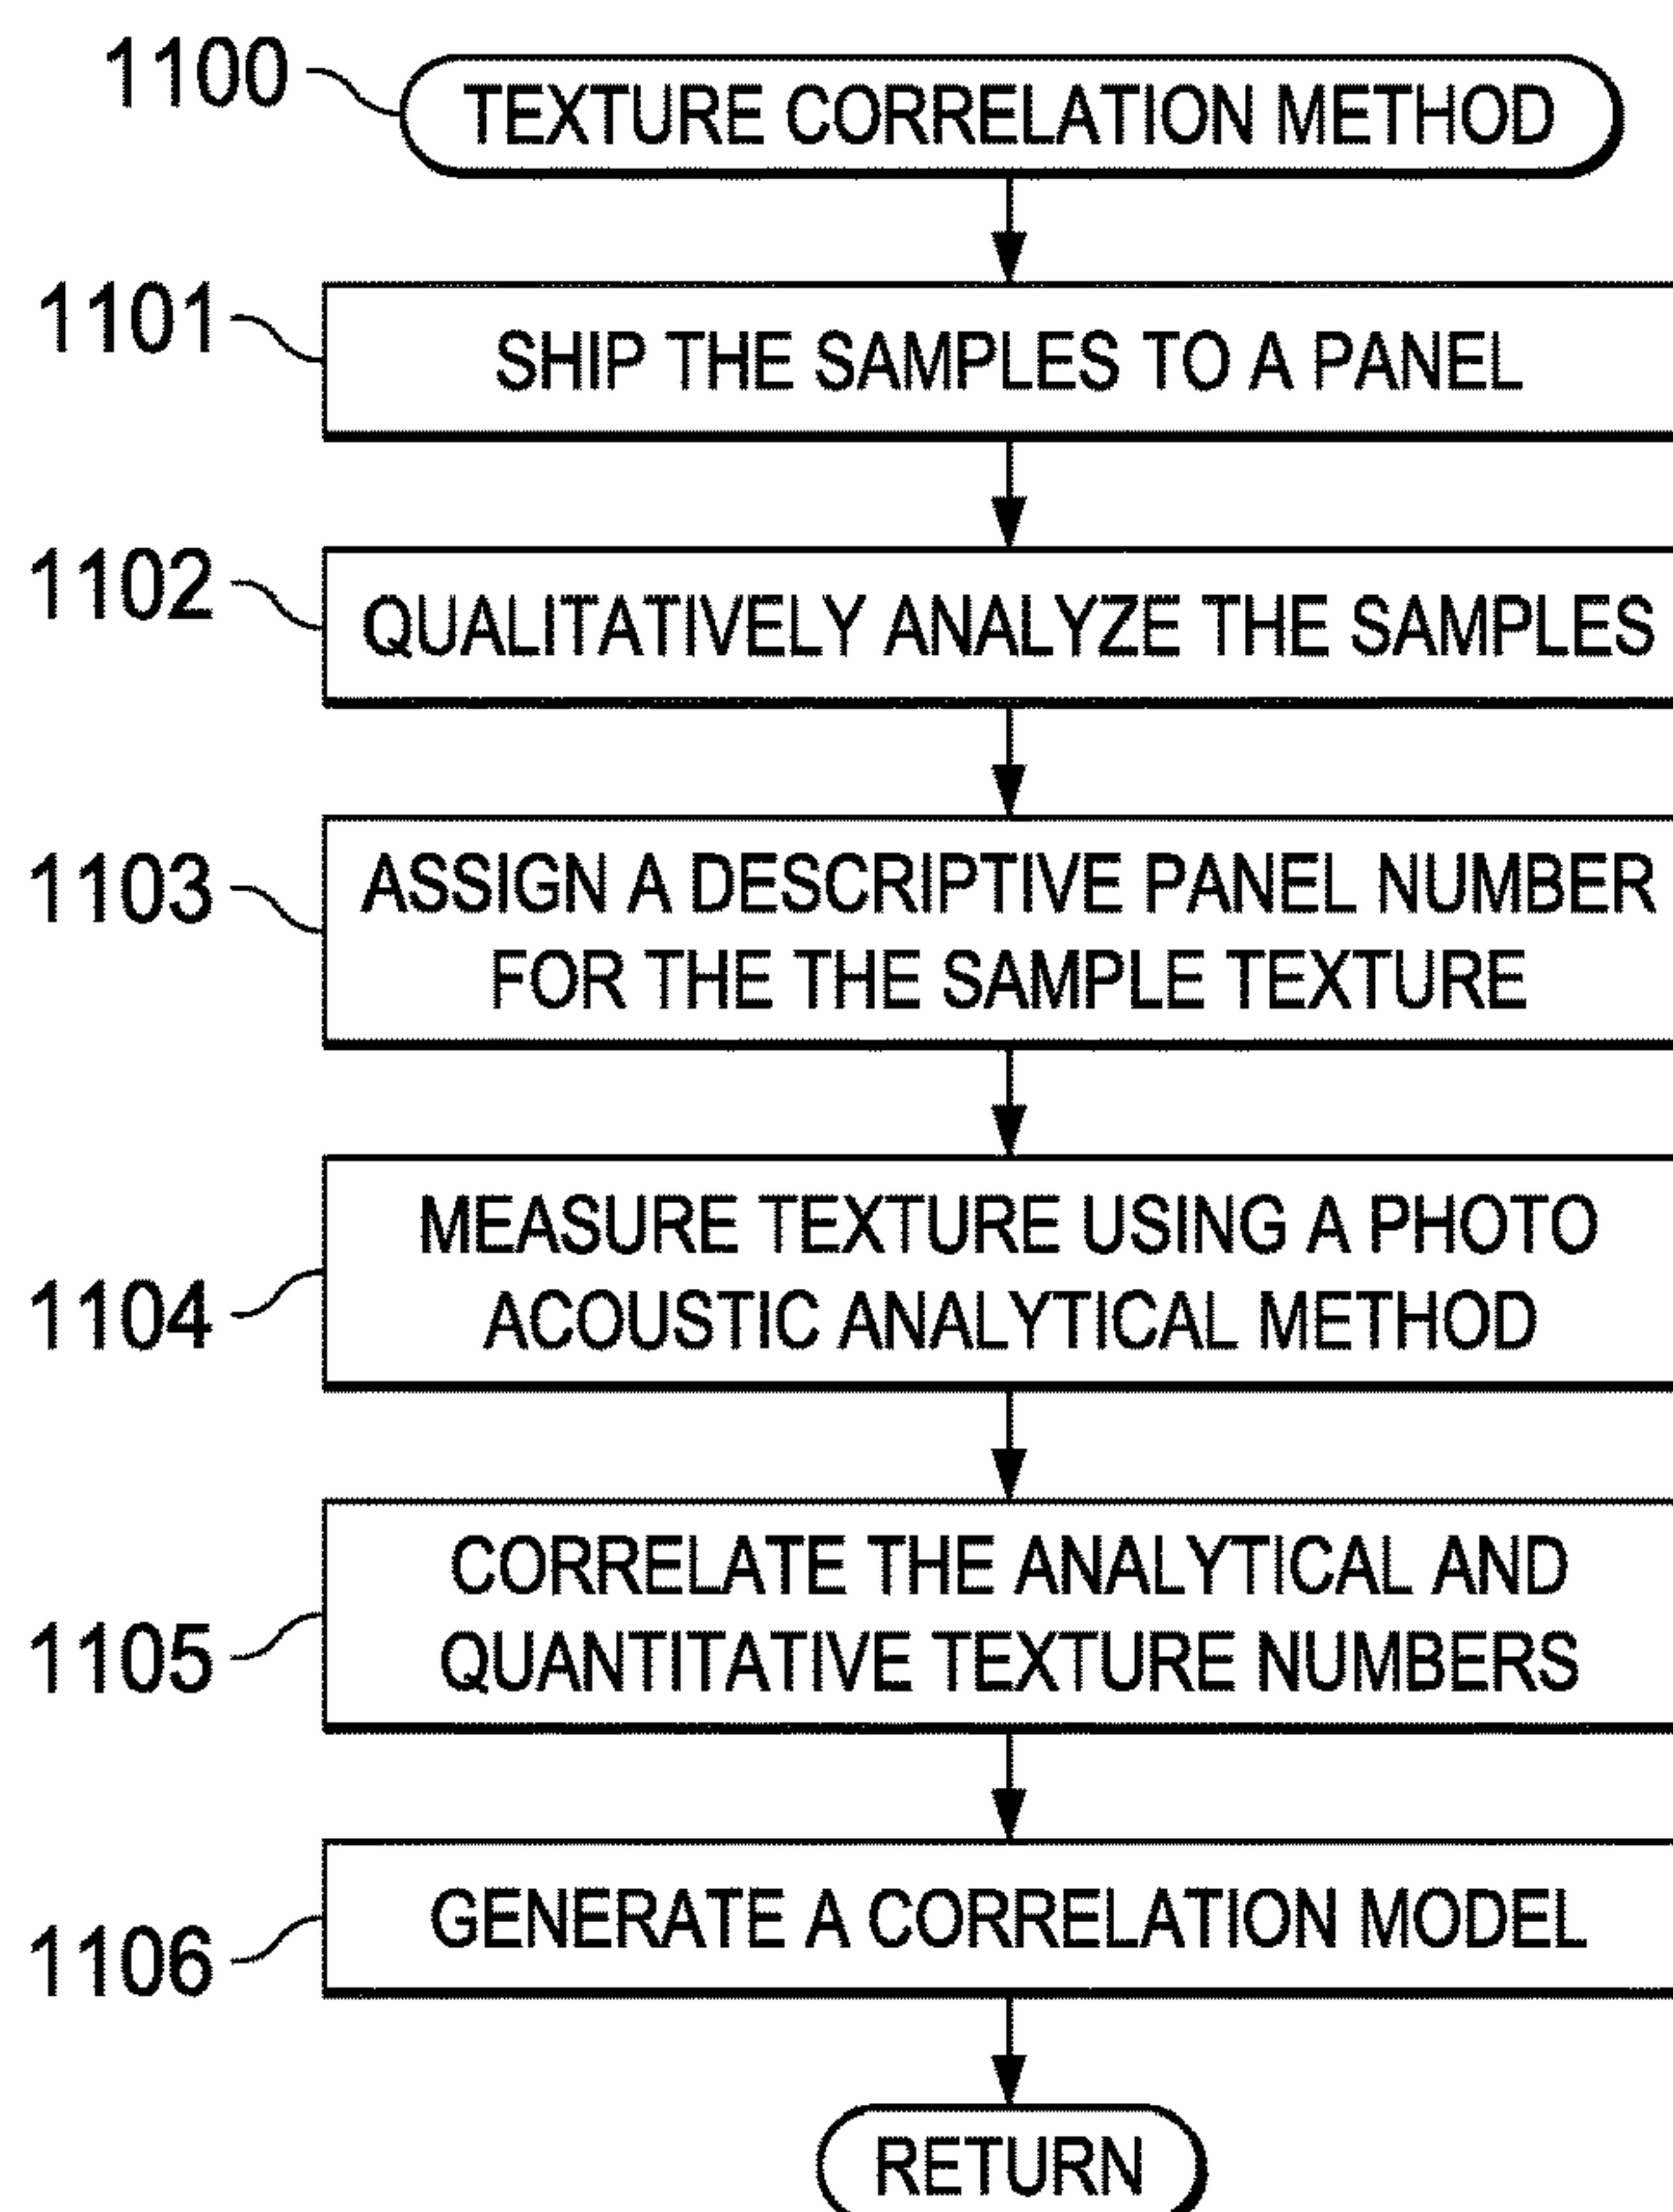 1100
TEXTURE CORRELATION METHOD
1101
SHIP THE SAMPLES TO A PANEL
1102
QUALITATIVELY ANALYZE THE SAMPLES
1103
ASSIGN A DESCRIPTIVE PANEL NUMBER
FOR THE THE SAMPLE TEXTURE
1104
MEASURE TEXTURE USING A PHOTO
ACOUSTIC ANALYTICAL METHOD
1105
CORRELATE THE ANALYTICAL AND
QUANTITATIVE TEXTURE NUMBERS
1106
GENERATE A CORRELATION MODEL
RETURN